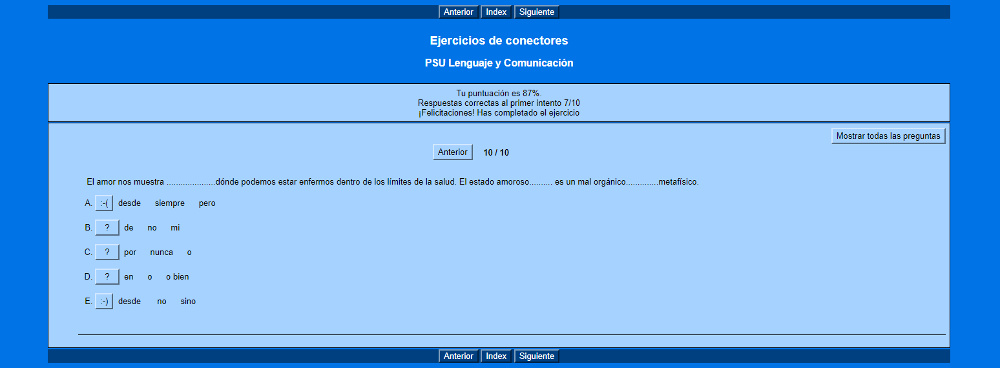 Anterior Index Siguiente
Ejercicios de conectores
PSU Lenguaje y Comunicación
Tu puntuación es 87%.
Respuestas correctas al primer intento 7/10
¡Felicitaciones! Has completado el ejercicio
Mostrar todas las preguntas
Anterior 10 / 10
El amor nos muestra .....................dónde podemos estar enfermos dentro de los límites de la salud. El estado amoroso.......... es un mal orgánico..............metafísico.
A. :-( desde siempre pero
B. ? de no mi
C. ? por nunca o
D. ? en o o bien
E. :-) desde no sino
Anterior Index Siguiente